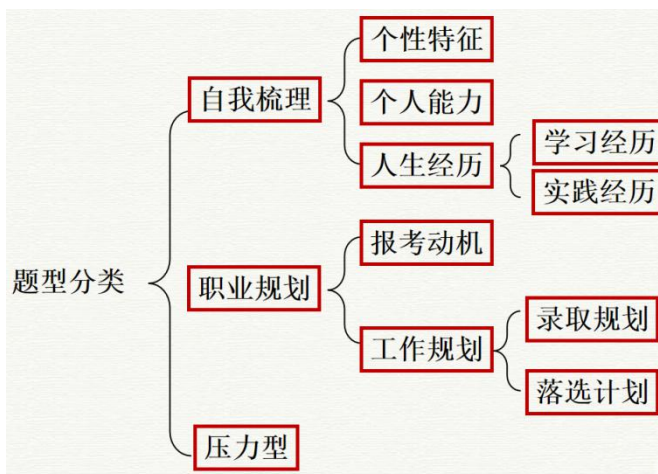 题型分类
自我梳理
个性特征
个人能力
人生经历
学习经历
实践经历
职业规划
报考动机
工作规划
录取规划
落选计划
压力型